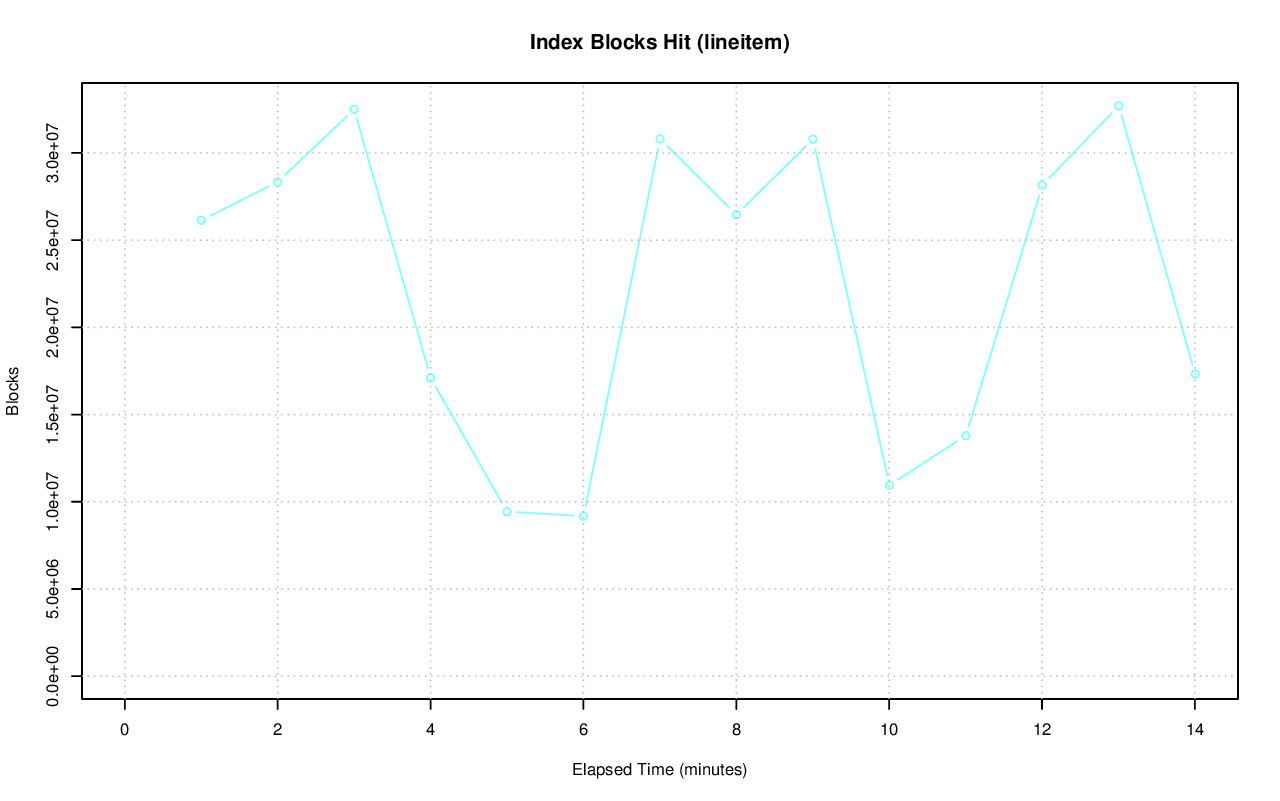 Index Blocks Hit (lineitem)
Blocks
3.0e+07
2.5e+07
2.0e+07
1.5e+07
1.0e+07
5.0e+06
0.0e+00
0 2 4 6 8 10 12 14
Elapsed Time (minutes)